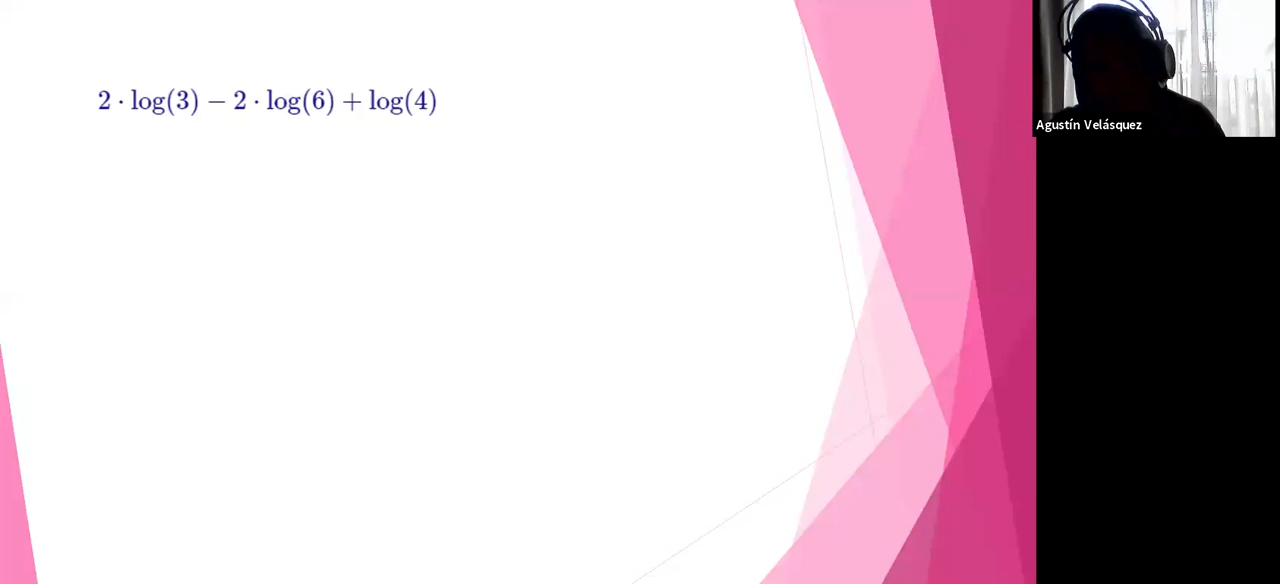 2 · log(3) − 2 · log(6) + log(4)
Agustín Velásquez